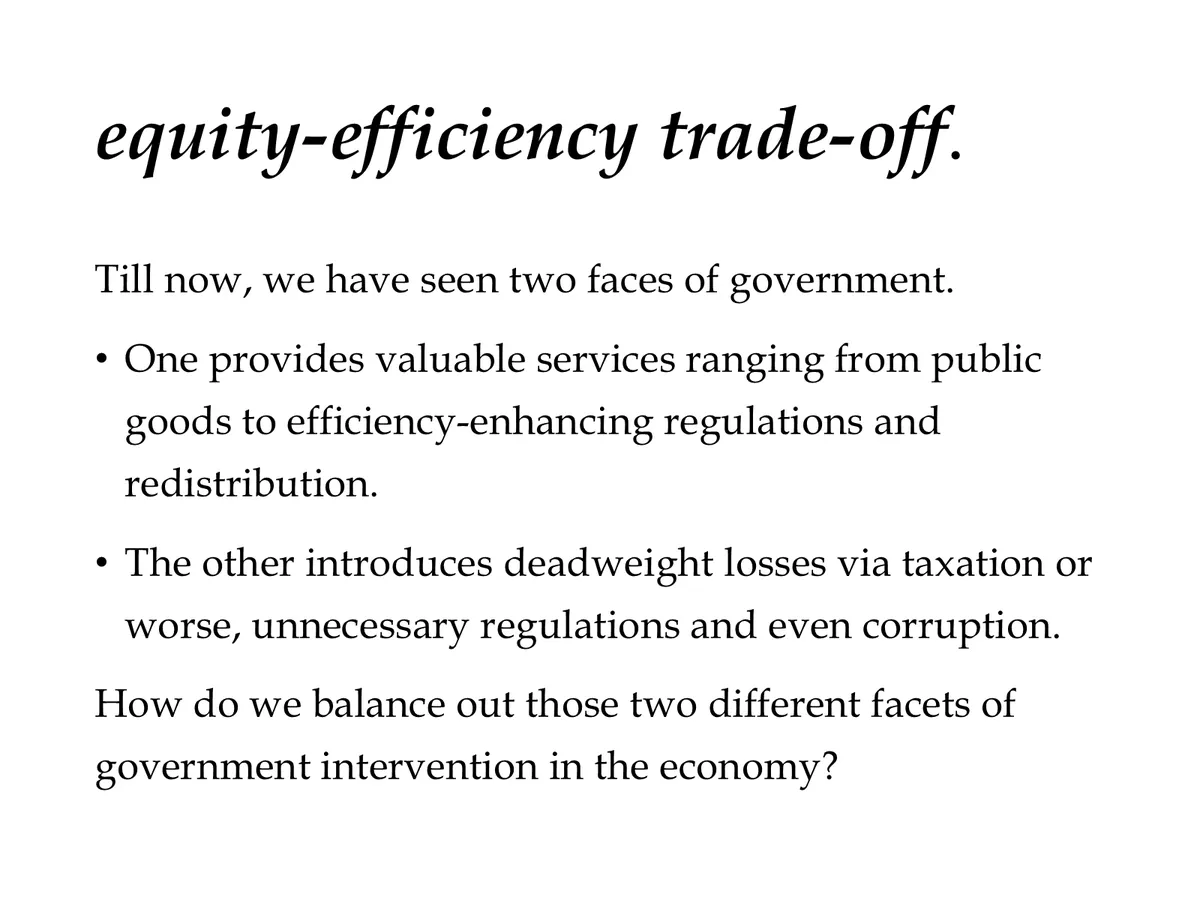 equity-efficiency trade-off.
Till now, we have seen two faces of government.
• One provides valuable services ranging from public
goods to efficiency-enhancing regulations and
redistribution.
• The other introduces deadweight losses via taxation or
worse, unnecessary regulations and even corruption.
How do we balance out those two different facets of
government intervention in the economy?